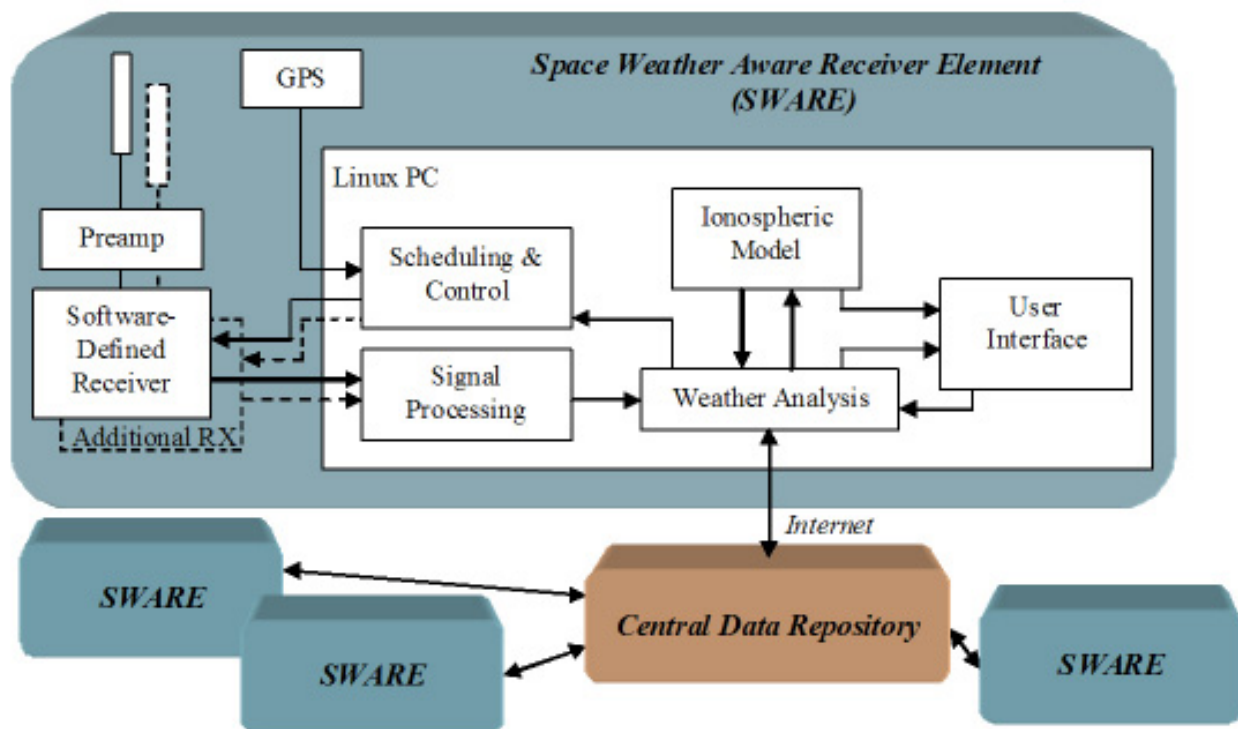 Space Weather Aware Receiver Element
(SWARE)
GPS
Linux PC
Preamp
Scheduling &
Control
Ionospheric
Model
Software-
Defined
Receiver
User
Interface
Signal
Processing
Weather Analysis
Additional RX
Internet
SWARE
SWARE
Central Data Repository
SWARE